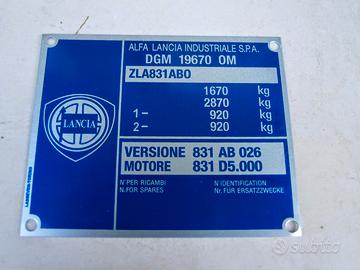 ALFA LANCIA INDUSTRIALE S.P.A.
DGM 19670 OM
ZLA831ABO
1670 kg
2870 kg
1- 920 kg
2- 920 kg
LANCIA
VERSIONE 831 AB 026
MOTORE 831 D5.000
N°PER RICAMBI N°IDENTIFICATION
N.FOR SPARES Nr. FÜR ERSATZZWECKE
subito